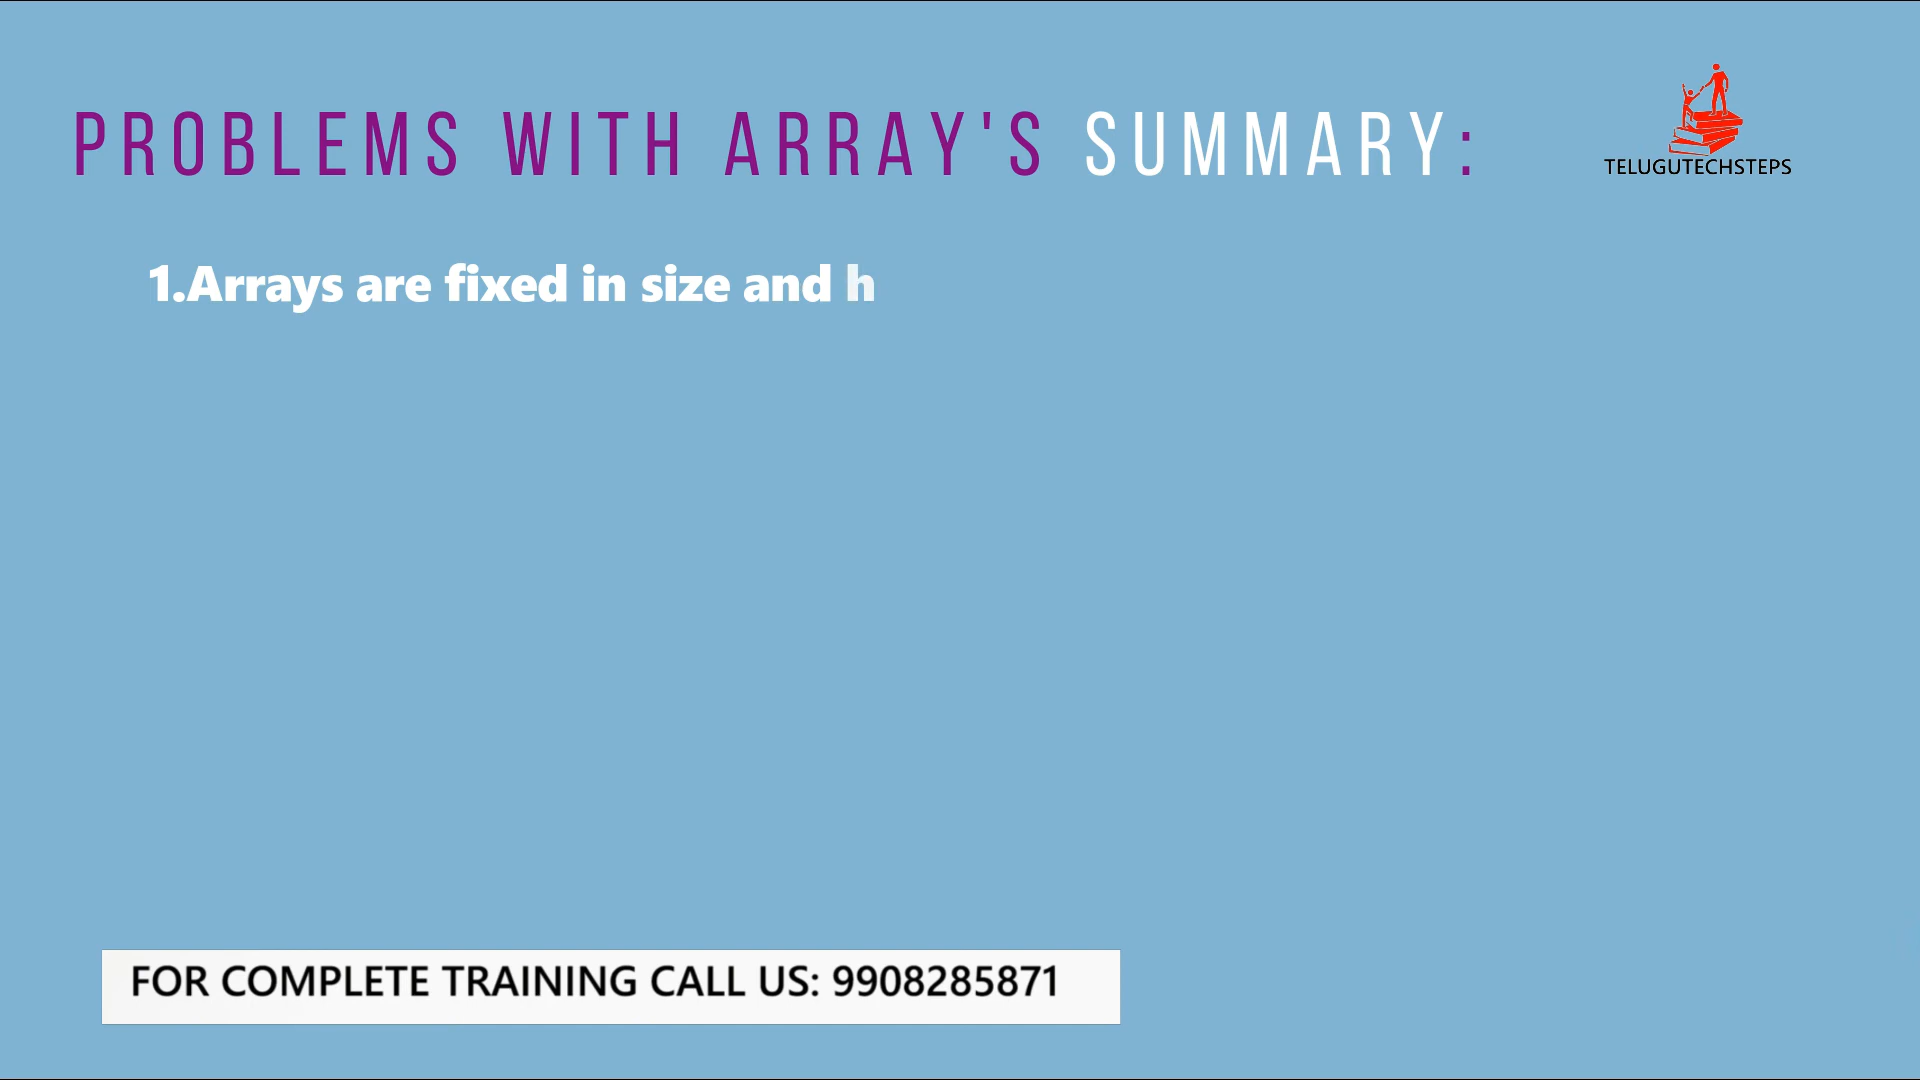 PROBLEMS WITH ARRAY'S SUMMARY:
TELUGUTECHSTEPS
1.Arrays are fixed in size and h
FOR COMPLETE TRAINING CALL US: 9908285871